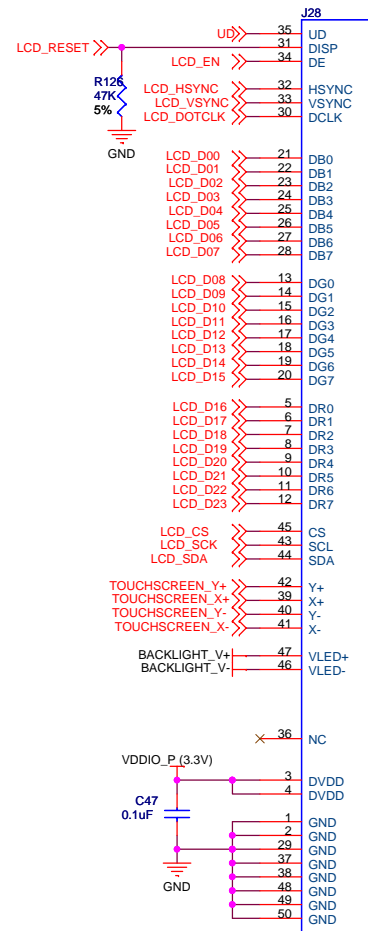 J28
UD 35 UD
LCD_RESET 31 DISP
LCD_EN 34 DE
R126
47K
5%
GND
LCD_HSYNC 32 HSYNC
LCD_VSYNC 33 VSYNC
LCD_DOTCLK 30 DCLK
LCD_D00 21 DB0
LCD_D01 22 DB1
LCD_D02 23 DB2
LCD_D03 24 DB3
LCD_D04 25 DB4
LCD_D05 26 DB5
LCD_D06 27 DB6
LCD_D07 28 DB7
LCD_D08 13 DG0
LCD_D09 14 DG1
LCD_D10 15 DG2
LCD_D11 16 DG3
LCD_D12 17 DG4
LCD_D13 18 DG5
LCD_D14 19 DG6
LCD_D15 20 DG7
LCD_D16 5 DR0
LCD_D17 6 DR1
LCD_D18 7 DR2
LCD_D19 8 DR3
LCD_D20 9 DR4
LCD_D21 10 DR5
LCD_D22 11 DR6
LCD_D23 12 DR7
LCD_CS 45 CS
LCD_SCK 43 SCL
LCD_SDA 44 SDA
TOUCHSCREEN_Y+ 42 Y+
TOUCHSCREEN_X+ 39 X+
TOUCHSCREEN_Y- 40 Y-
TOUCHSCREEN_X- 41 X-
BACKLIGHT_V+ 47 VLED+
BACKLIGHT_V- 46 VLED-
36 NC
VDDIO_P (3.3V)
3 DVDD
4 DVDD
C47
0.1uF
GND
1 GND
2 GND
29 GND
37 GND
38 GND
48 GND
49 GND
50 GND